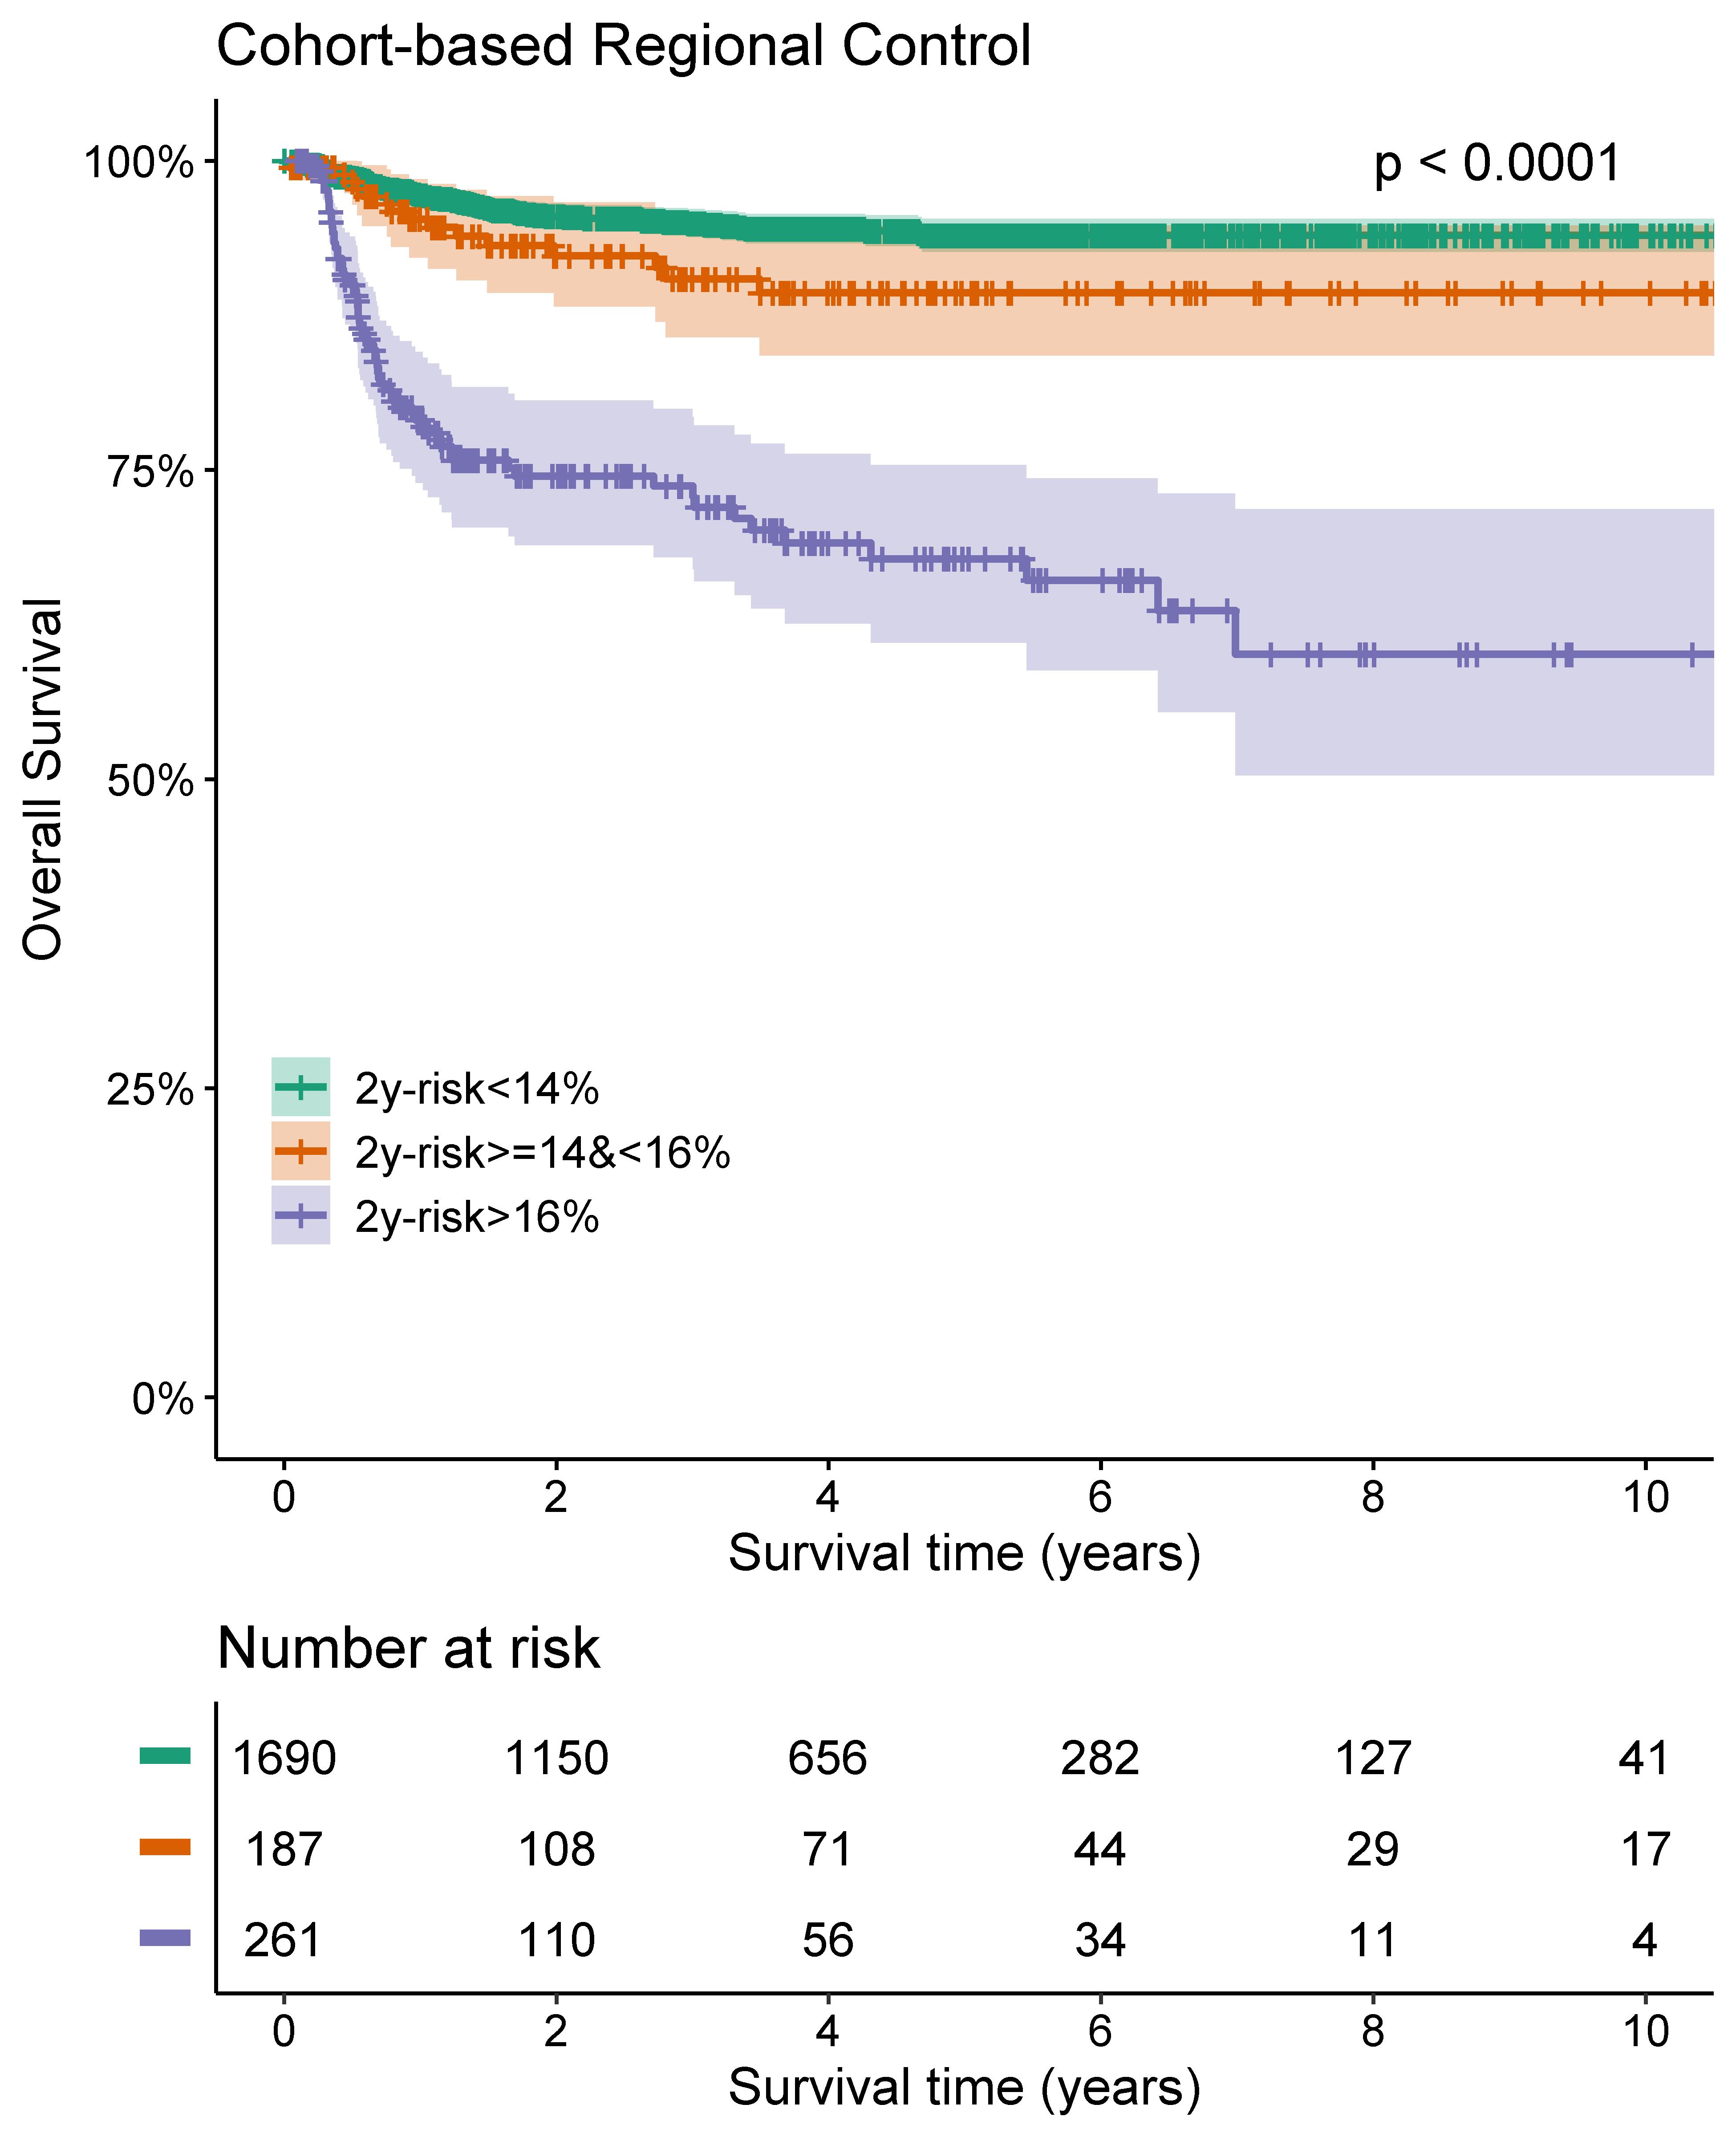 Cohort-based Regional Control
p < 0.0001
100%
75%
50%
25%
0%
Overall Survival
2y-risk<14%
2y-risk>=14&<16%
2y-risk>16%
0 2 4 6 8 10
Survival time (years)
Number at risk
1690 1150 656 282 127 41
187 108 71 44 29 17
261 110 56 34 11 4
0 2 4 6 8 10
Survival time (years)